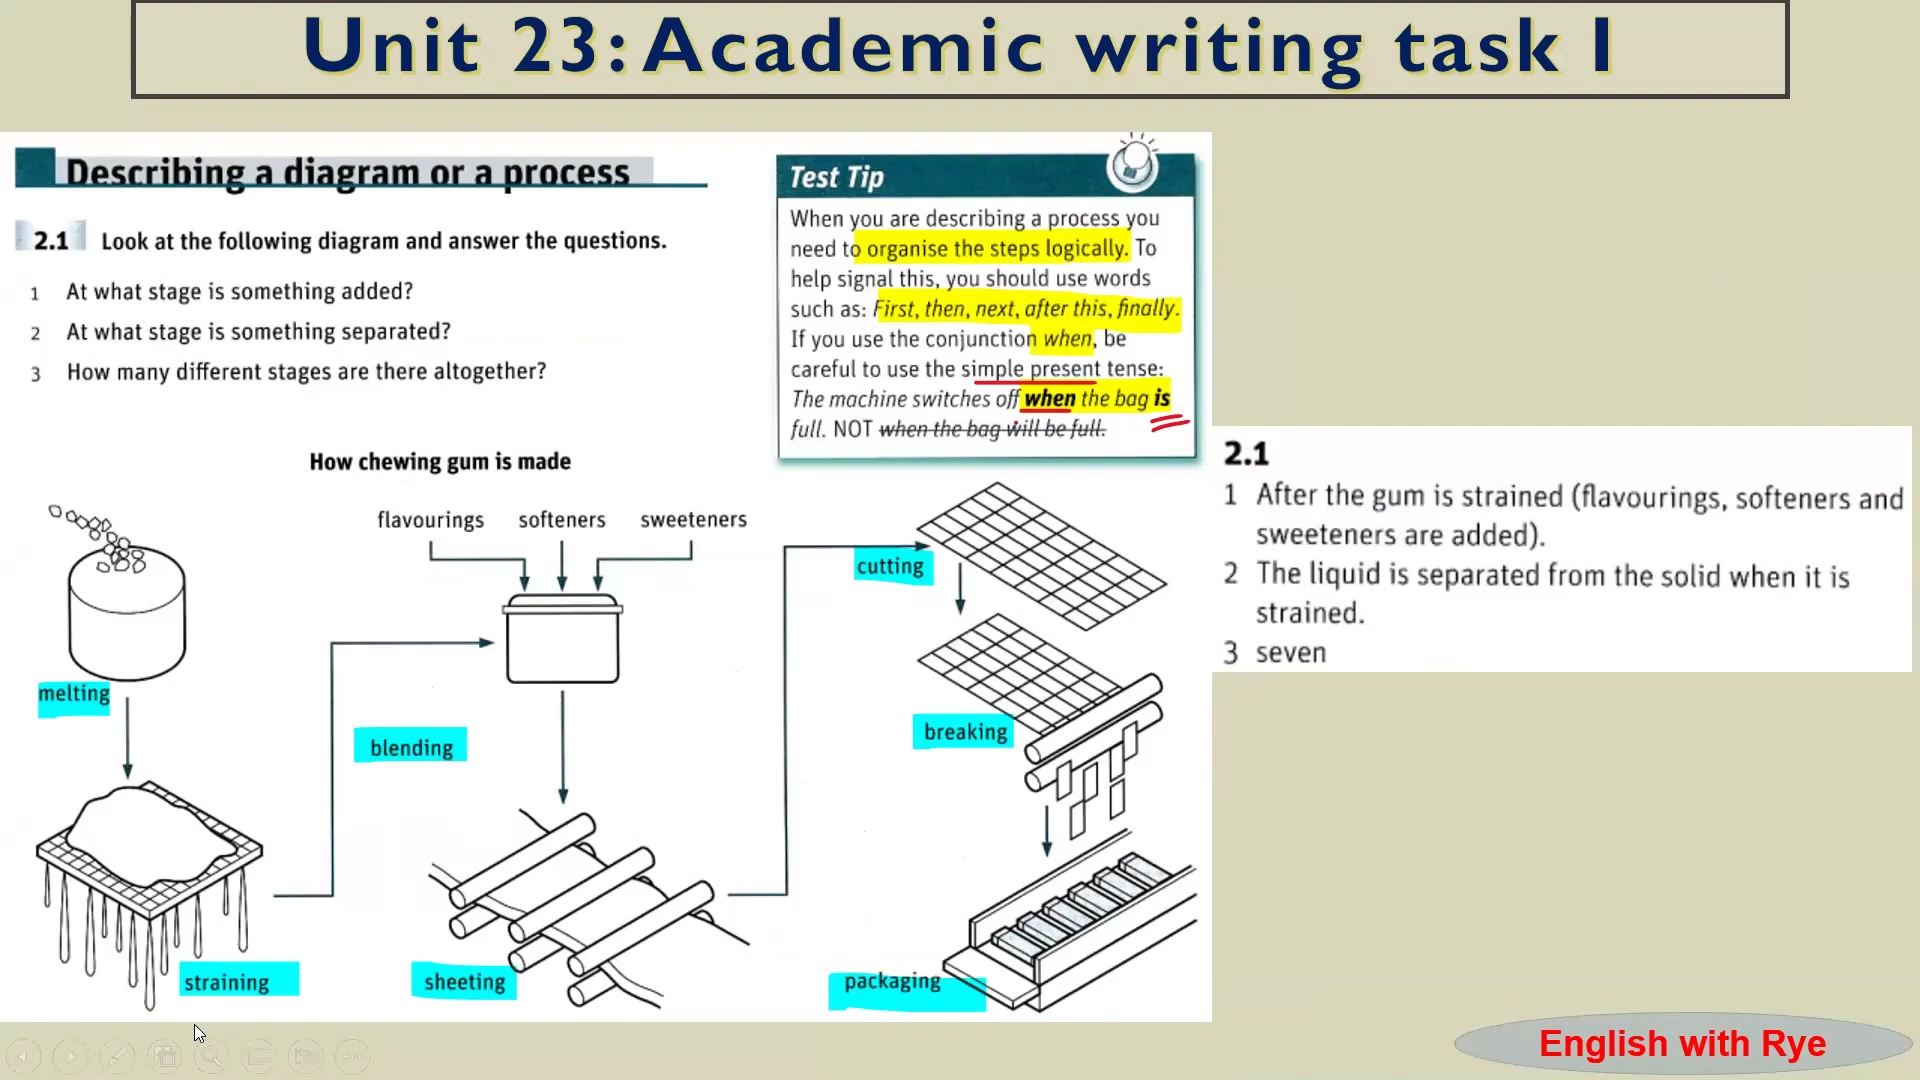 Unit 23: Academic writing task I
Describing a diagram or a process
2.1 Look at the following diagram and answer the questions.
1 At what stage is something added?
2 At what stage is something separated?
3 How many different stages are there altogether?
Test Tip
When you are describing a process you
need to organise the steps logically. To
help signal this, you should use words
such as: First, then, next, after this, finally.
If you use the conjunction when, be
careful to use the simple present tense:
The machine switches off when the bag is
full. NOT when the bag will be full.
How chewing gum is made
flavourings softeners sweeteners
melting
straining
blending
sheeting
cutting
breaking
packaging
2.1
1 After the gum is strained (flavourings, softeners and
sweeteners are added).
2 The liquid is separated from the solid when it is
strained.
3 seven
English with Rye